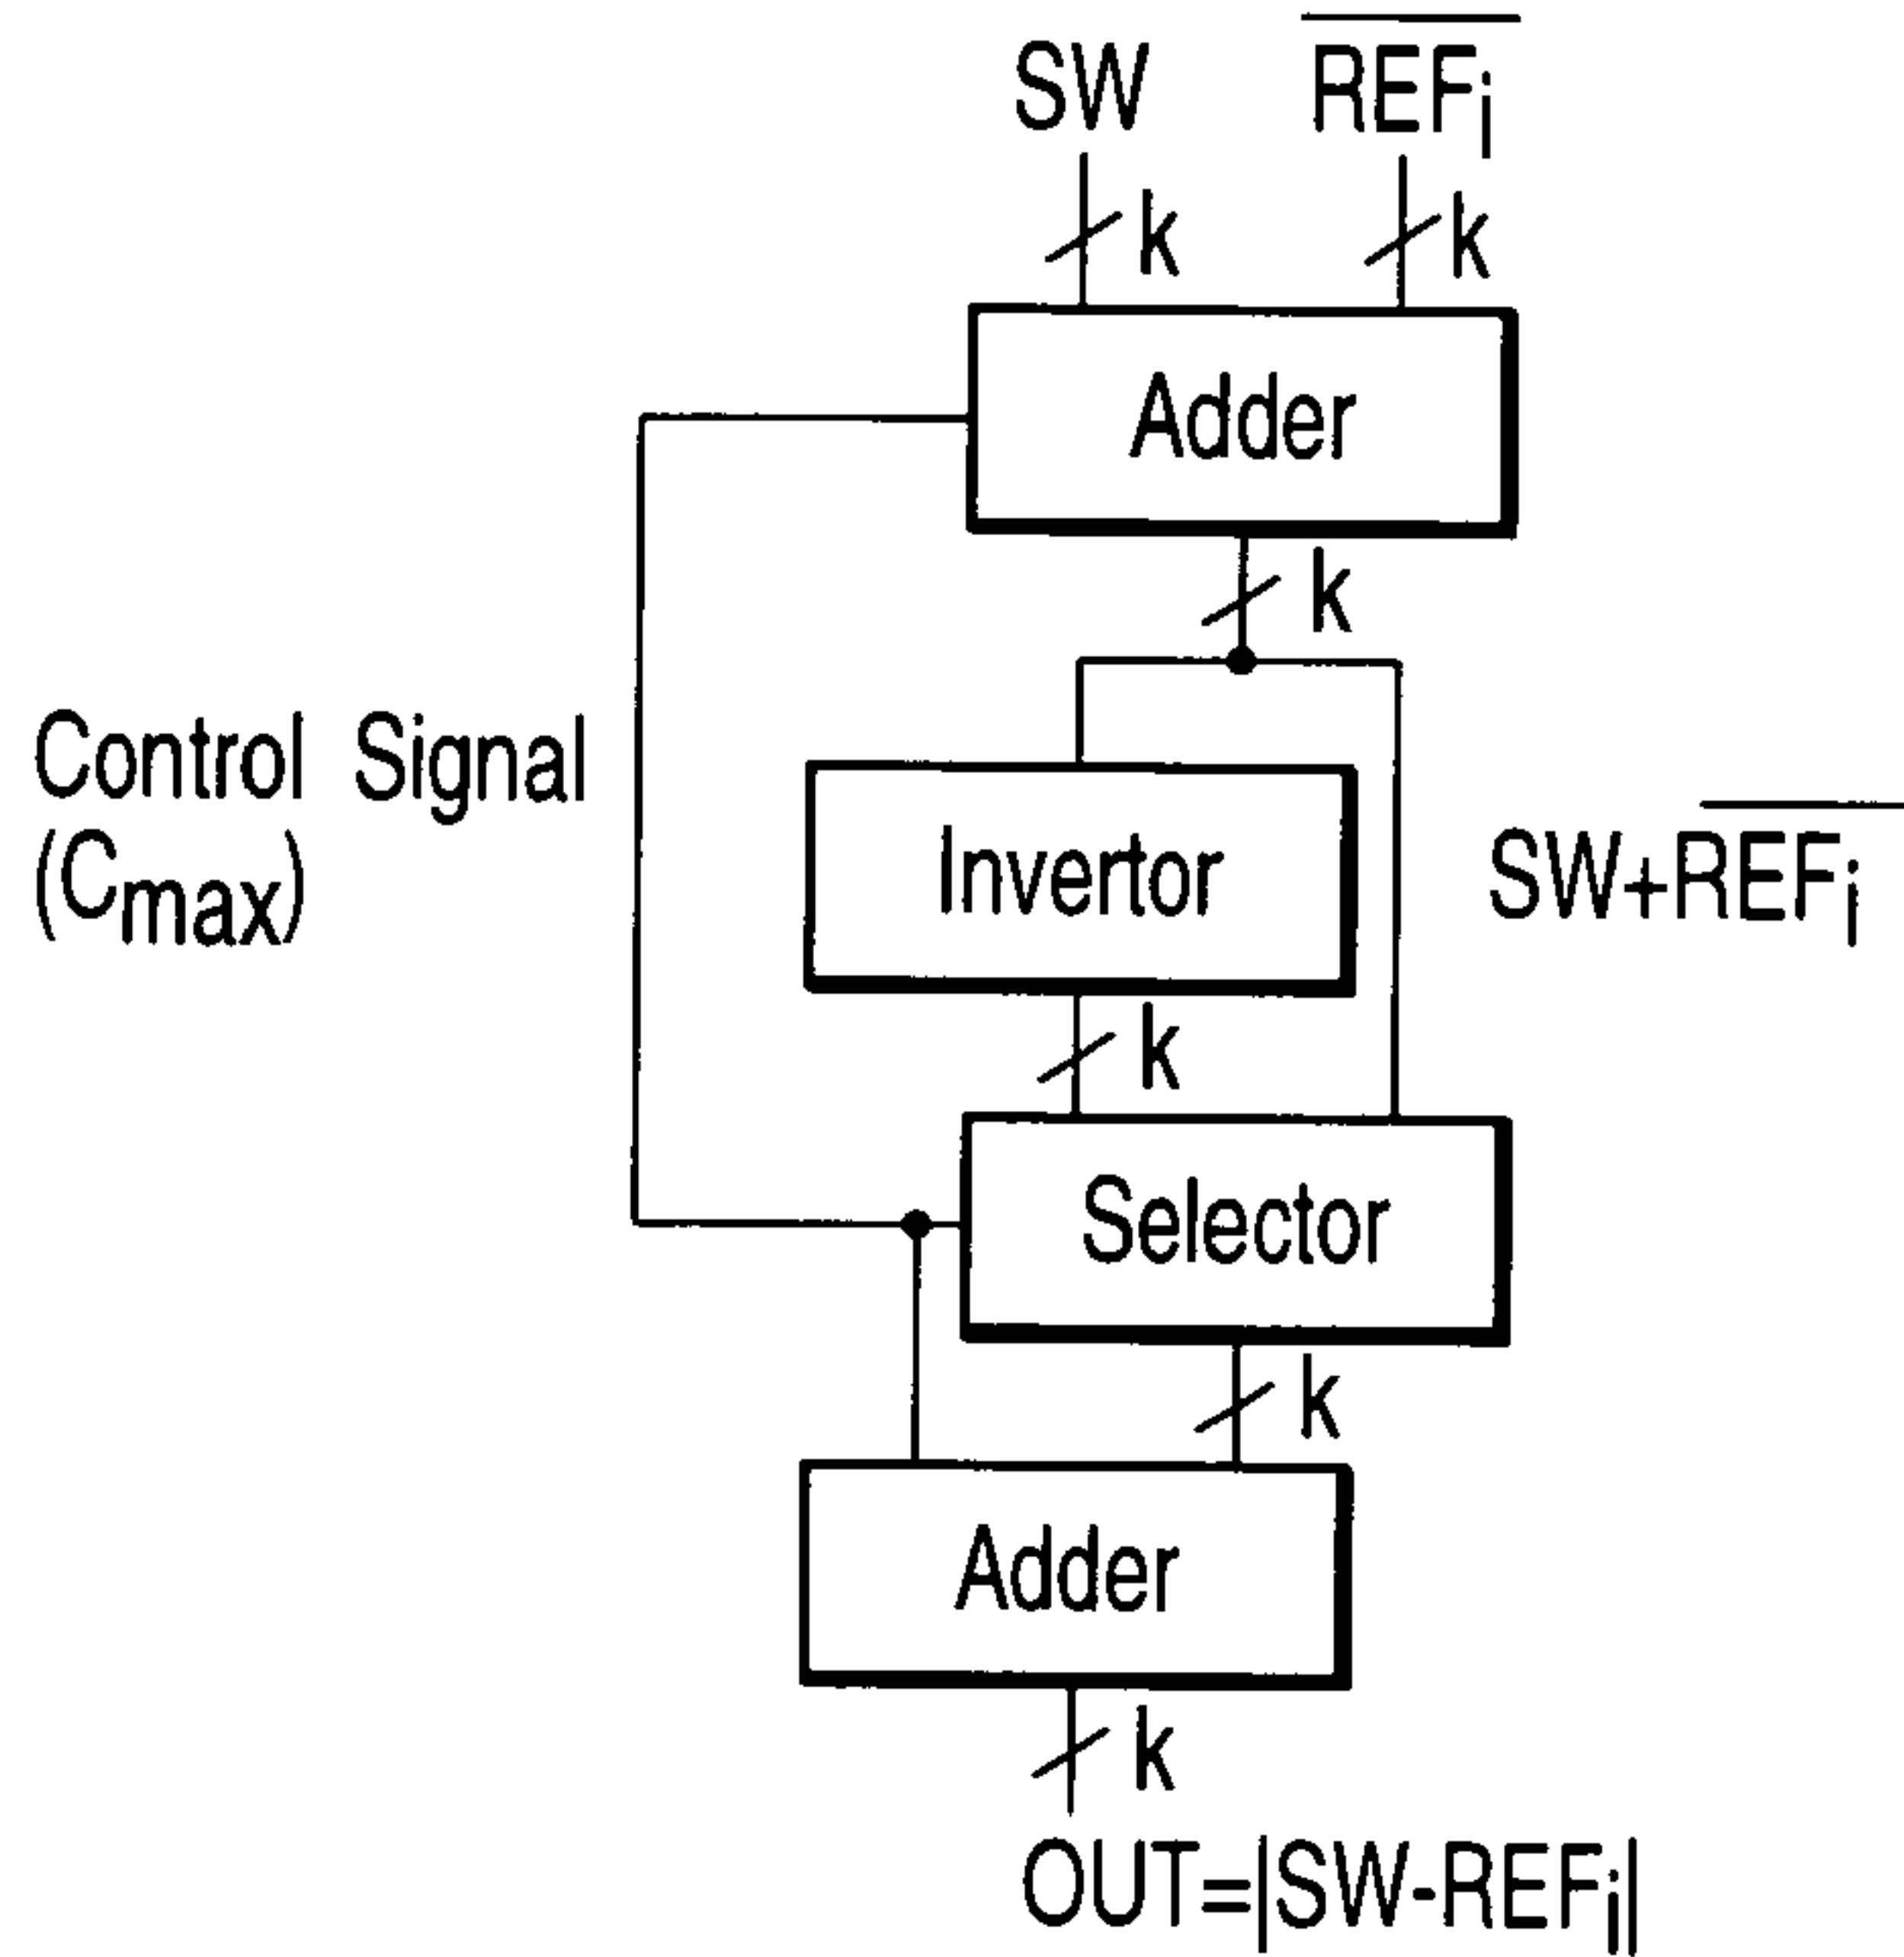 SW
REFi
k
k
Adder
k
Control Signal
(Cmax)
Invertor
SW+REFi
k
Selector
k
Adder
k
OUT=|SW-REFi|